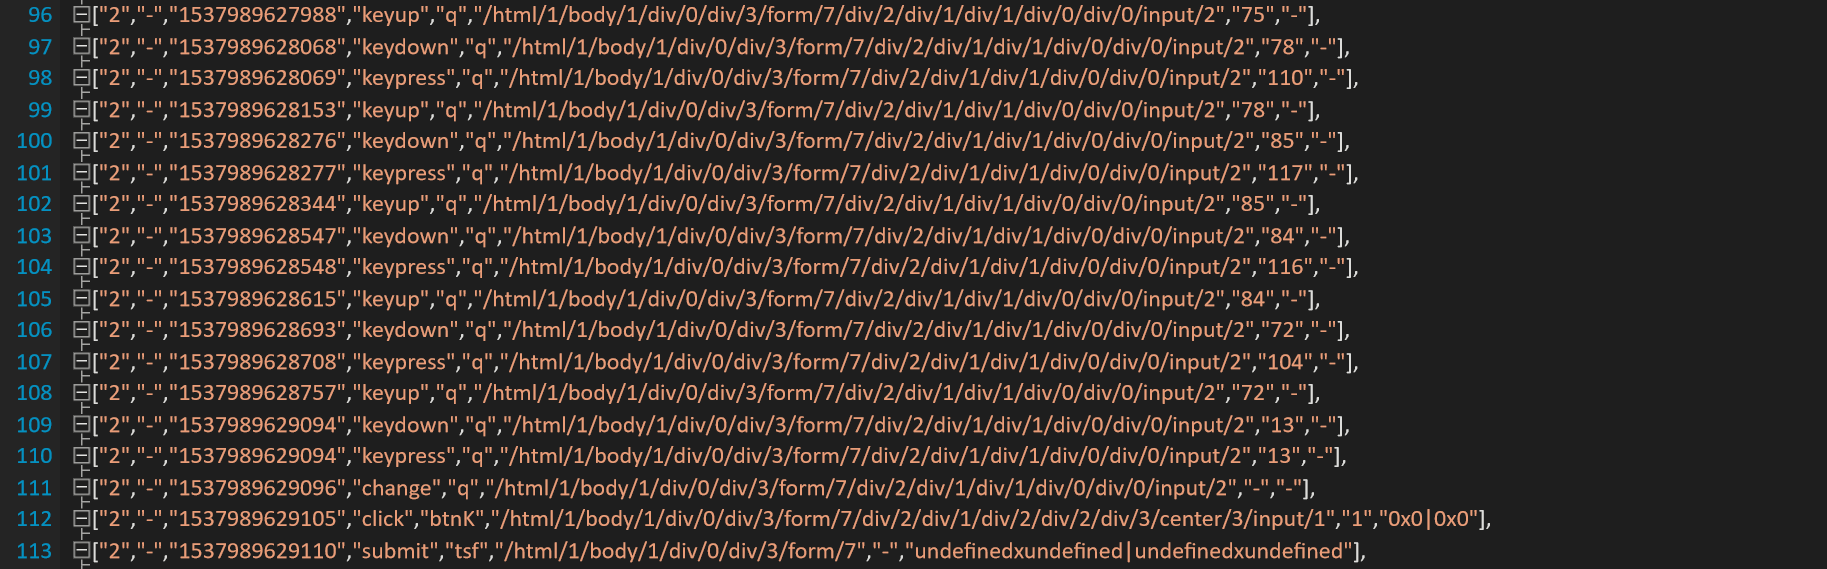 96 ["2","-","1537989627988","keyup","q","/html/1/body/1/div/0/div/3/form/7/div/2/div/1/div/1/div/0/div/0/input/2","75","-"],
97 ["2","-","1537989628068","keydown","q","/html/1/body/1/div/0/div/3/form/7/div/2/div/1/div/1/div/0/div/0/input/2","78","-"],
98 ["2","-","1537989628069","keypress","q","/html/1/body/1/div/0/div/3/form/7/div/2/div/1/div/1/div/0/div/0/input/2","110","-"],
99 ["2","-","1537989628153","keyup","q","/html/1/body/1/div/0/div/3/form/7/div/2/div/1/div/1/div/0/div/0/input/2","78","-"],
100 ["2","-","1537989628276","keydown","q","/html/1/body/1/div/0/div/3/form/7/div/2/div/1/div/1/div/0/div/0/input/2","85","-"],
101 ["2","-","1537989628277","keypress","q","/html/1/body/1/div/0/div/3/form/7/div/2/div/1/div/1/div/0/div/0/input/2","117","-"],
102 ["2","-","1537989628344","keyup","q","/html/1/body/1/div/0/div/3/form/7/div/2/div/1/div/1/div/0/div/0/input/2","85","-"],
103 ["2","-","1537989628547","keydown","q","/html/1/body/1/div/0/div/3/form/7/div/2/div/1/div/1/div/0/div/0/input/2","84","-"],
104 ["2","-","1537989628548","keypress","q","/html/1/body/1/div/0/div/3/form/7/div/2/div/1/div/1/div/0/div/0/input/2","116","-"],
105 ["2","-","1537989628615","keyup","q","/html/1/body/1/div/0/div/3/form/7/div/2/div/1/div/1/div/0/div/0/input/2","84","-"],
106 ["2","-","1537989628693","keydown","q","/html/1/body/1/div/0/div/3/form/7/div/2/div/1/div/1/div/0/div/0/input/2","72","-"],
107 ["2","-","1537989628708","keypress","q","/html/1/body/1/div/0/div/3/form/7/div/2/div/1/div/1/div/0/div/0/input/2","104","-"],
108 ["2","-","1537989628757","keyup","q","/html/1/body/1/div/0/div/3/form/7/div/2/div/1/div/1/div/0/div/0/input/2","72","-"],
109 ["2","-","1537989629094","keydown","q","/html/1/body/1/div/0/div/3/form/7/div/2/div/1/div/1/div/0/div/0/input/2","13","-"],
110 ["2","-","1537989629094","keypress","q","/html/1/body/1/div/0/div/3/form/7/div/2/div/1/div/1/div/0/div/0/input/2","13","-"],
111 ["2","-","1537989629096","change","q","/html/1/body/1/div/0/div/3/form/7/div/2/div/1/div/1/div/0/div/0/input/2","-","-"],
112 ["2","-","1537989629105","click","btnK","/html/1/body/1/div/0/div/3/form/7/div/2/div/1/div/2/div/2/div/3/center/3/input/1","1","0x0|0x0"],
113 ["2","-","1537989629110","submit","tsf","/html/1/body/1/div/0/div/3/form/7","-","undefinedxundefined|undefinedxundefined"],